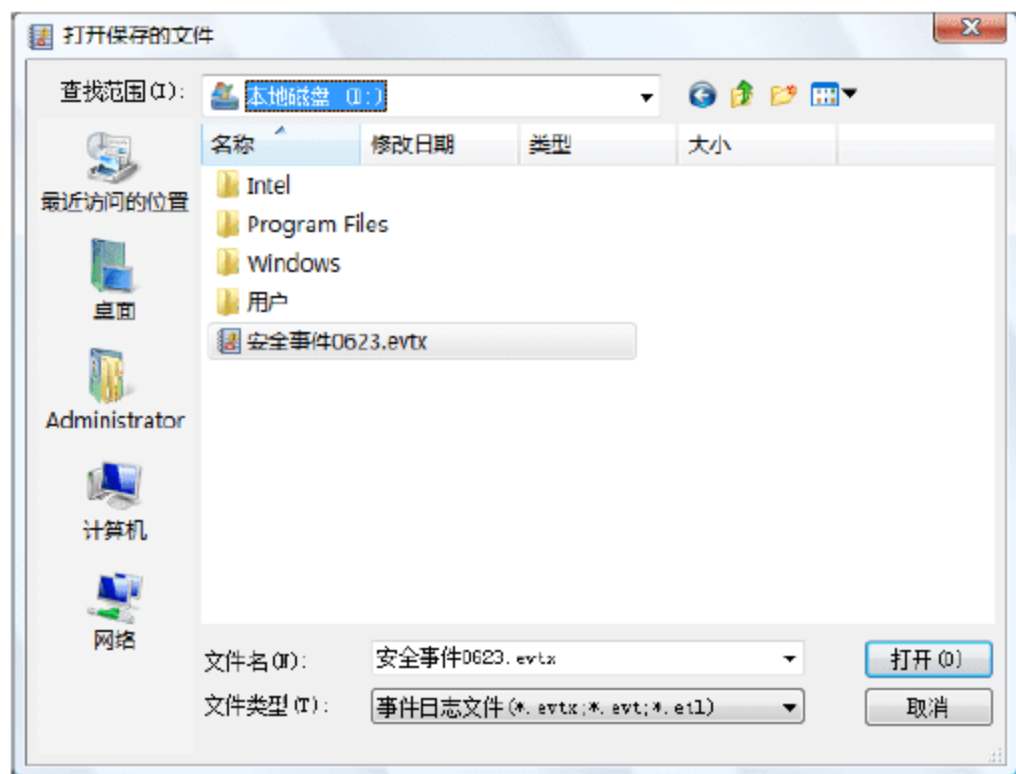 打开保存的文件
查找范围(I): 本地磁盘 (I:)
名称 修改日期 类型 大小
Intel
Program Files
Windows
用户
安全事件0623.evtx
最近访问的位置
桌面
Administrator
计算机
网络
文件名(N): 安全事件0623.evtx 打开(O)
文件类型(T): 事件日志文件(*.evtx;*.evt;*.etl) 取消